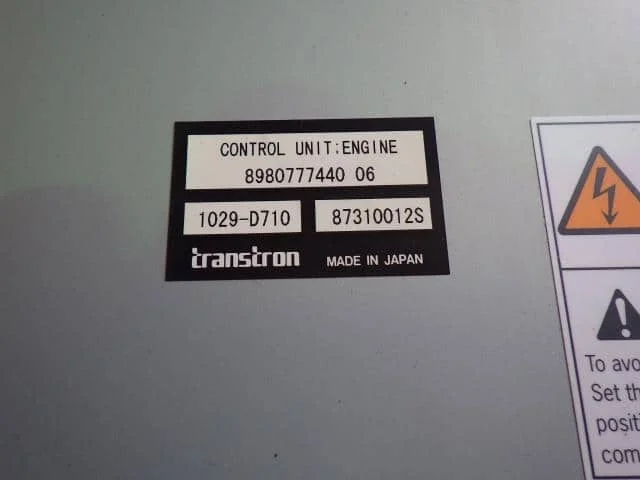 CONTROL UNIT:ENGINE
8980777440 06
1029-D710
87310012S
transtron
MADE IN JAPAN
To avo
Set th
positi
com